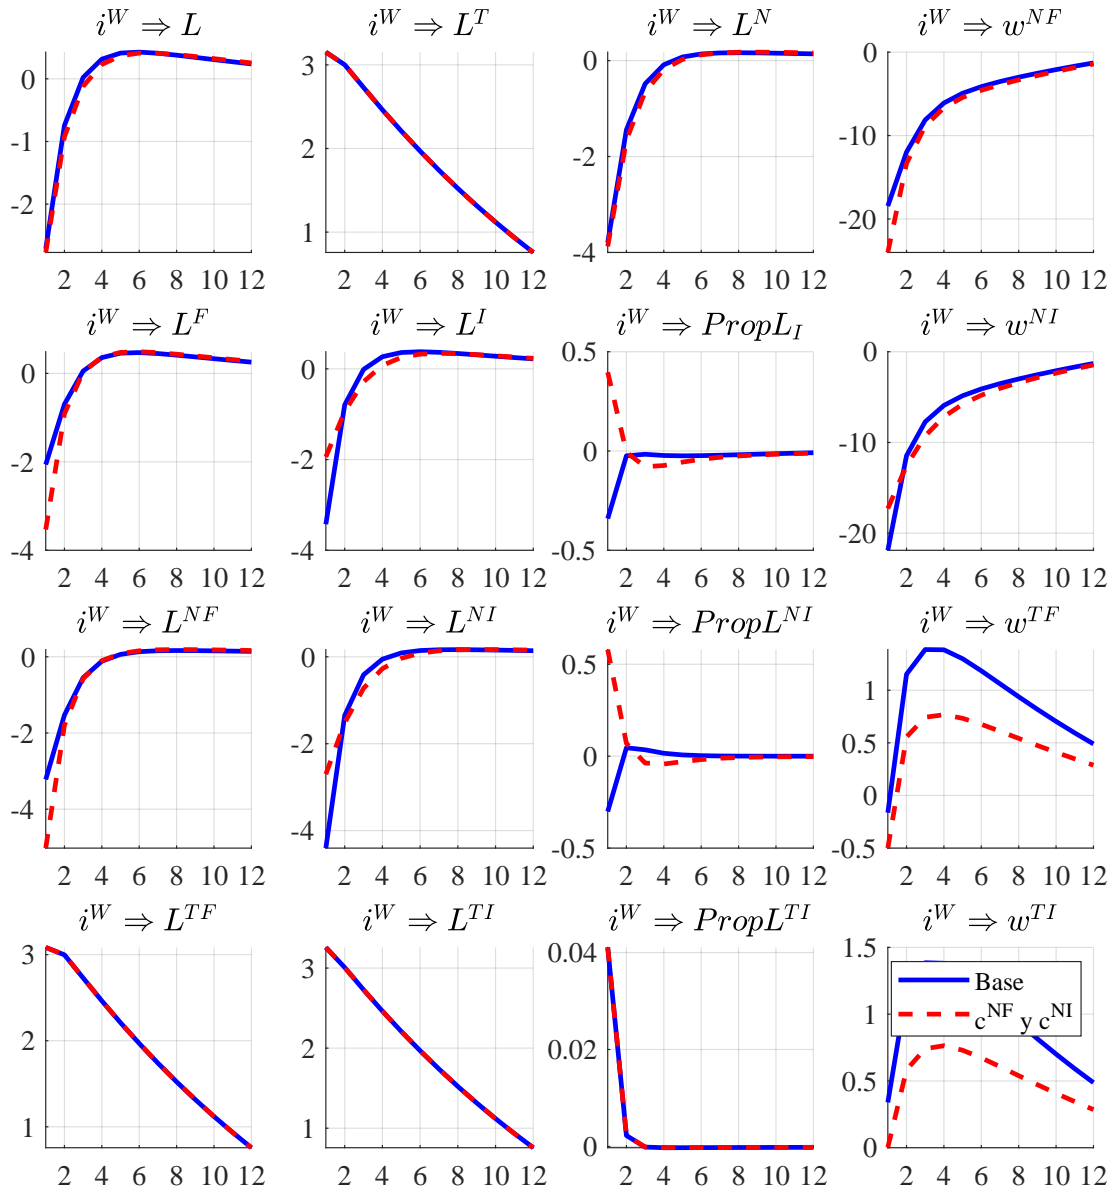 i^W ⇒ L
i^W ⇒ L^T
i^W ⇒ L^N
i^W ⇒ w^{NF}
0
-1
-2
2 4 6 8 10 12
3
2
1
2 4 6 8 10 12
0
-2
-4
2 4 6 8 10 12
0
-10
-20
2 4 6 8 10 12
i^W ⇒ L^F
i^W ⇒ L^I
i^W ⇒ PropL_I
i^W ⇒ w^{NI}
0
-2
-4
2 4 6 8 10 12
0
-2
-4
2 4 6 8 10 12
0.5
0
-0.5
2 4 6 8 10 12
0
-10
-20
2 4 6 8 10 12
i^W ⇒ L^{NF}
i^W ⇒ L^{NI}
i^W ⇒ PropL^{NI}
i^W ⇒ w^{TF}
0
-2
-4
2 4 6 8 10 12
0
-2
-4
2 4 6 8 10 12
0.5
0
-0.5
2 4 6 8 10 12
1
0.5
0
-0.5
2 4 6 8 10 12
i^W ⇒ L^{TF}
i^W ⇒ L^{TI}
i^W ⇒ PropL^{TI}
i^W ⇒ w^{TI}
3
2
1
2 4 6 8 10 12
3
2
1
2 4 6 8 10 12
0.04
0.02
0
2 4 6 8 10 12
1.5
1
0.5
0
2 4 6 8 10 12
Base
c^{NF} y c^{NI}